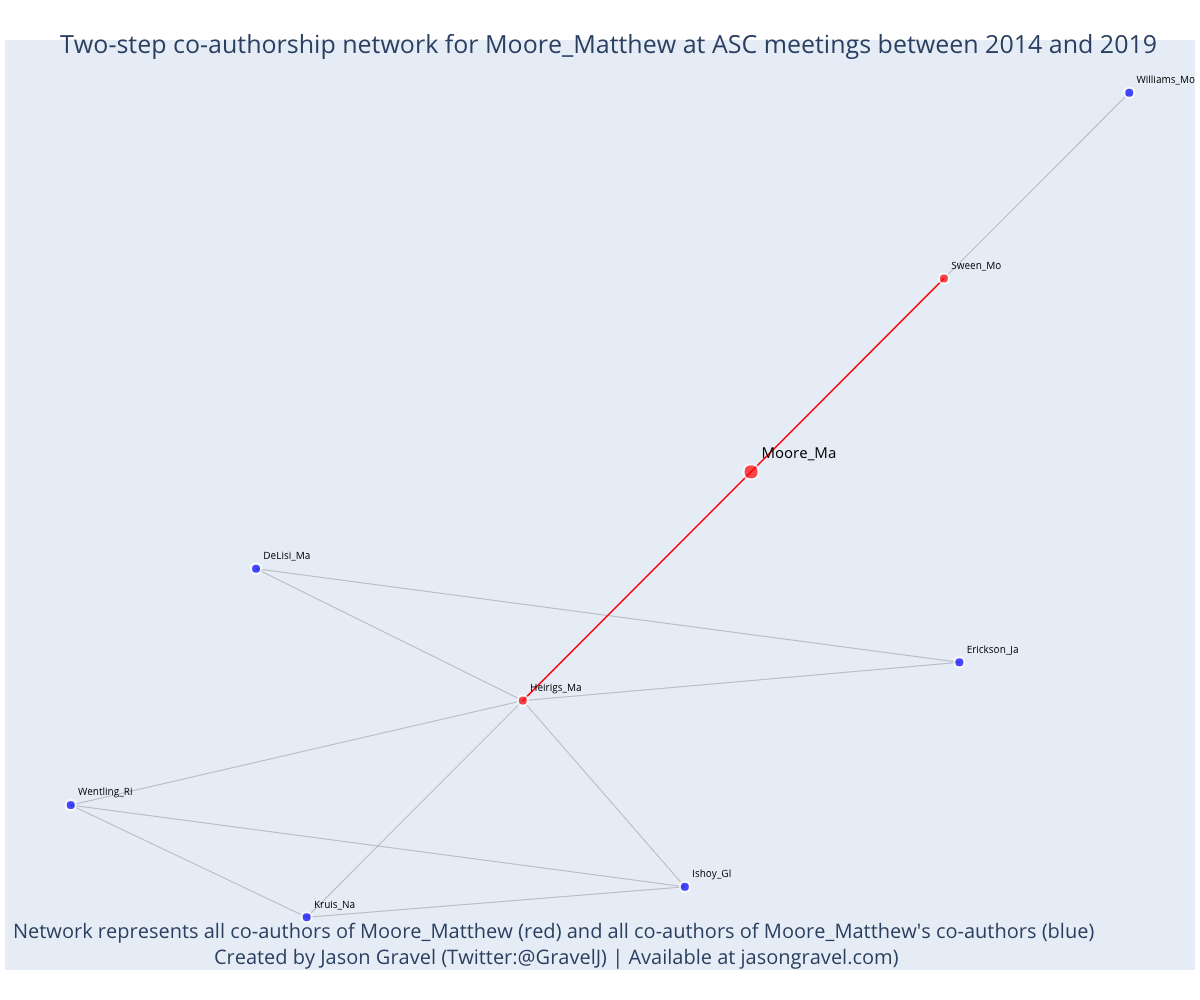 Two-step co-authorship network for Moore_Matthew at ASC meetings between 2014 and 2019
Williams_Mo
Sween_Mo
Moore_Ma
DeLisi_Ma
Erickson_Ja
Heirigs_Ma
Wentling_Ri
Ishoy_Gl
Kruis_Na
Network represents all co-authors of Moore_Matthew (red) and all co-authors of Moore_Matthew's co-authors (blue)
Created by Jason Gravel (Twitter:@GravelJ) | Available at jasongravel.com)